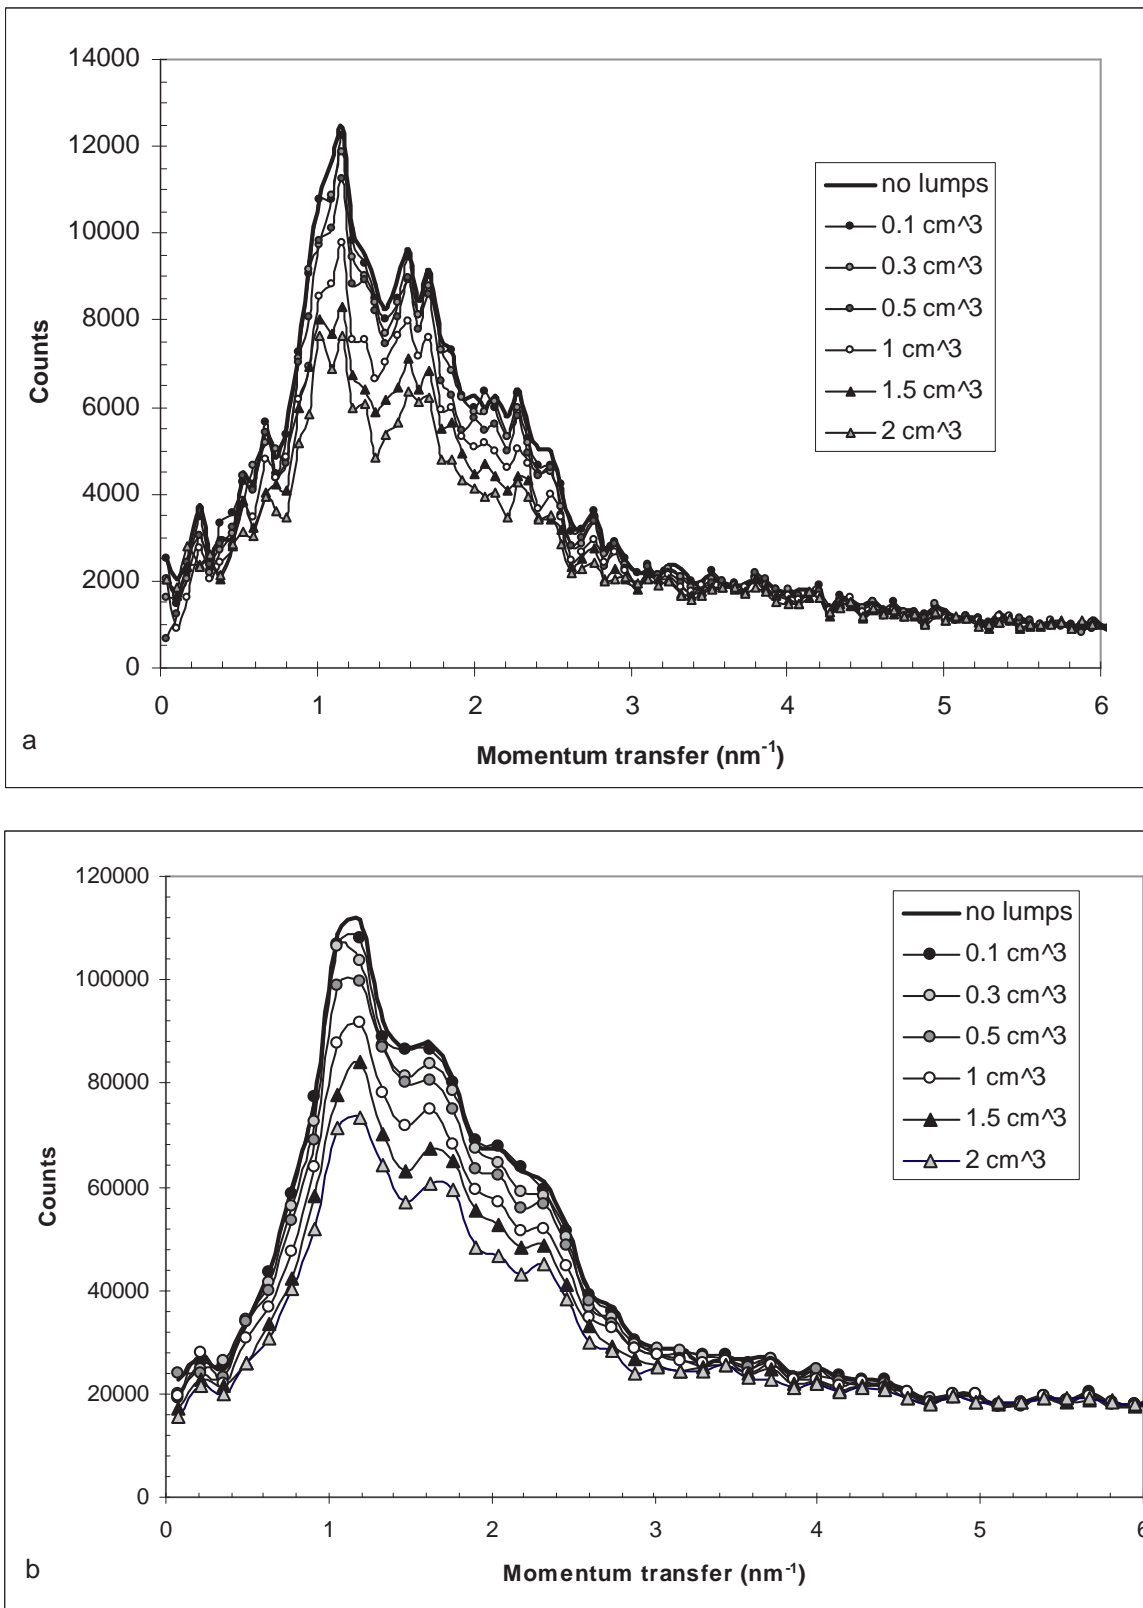 14000
12000
10000
8000
6000
4000
2000
0
Counts
no lumps
0.1 cm^3
0.3 cm^3
0.5 cm^3
1 cm^3
1.5 cm^3
2 cm^3
0 1 2 3 4 5 6
a
Momentum transfer (nm-1)
120000
100000
80000
60000
40000
20000
0
Counts
no lumps
0.1 cm^3
0.3 cm^3
0.5 cm^3
1 cm^3
1.5 cm^3
2 cm^3
0 1 2 3 4 5 6
b
Momentum transfer (nm-1)